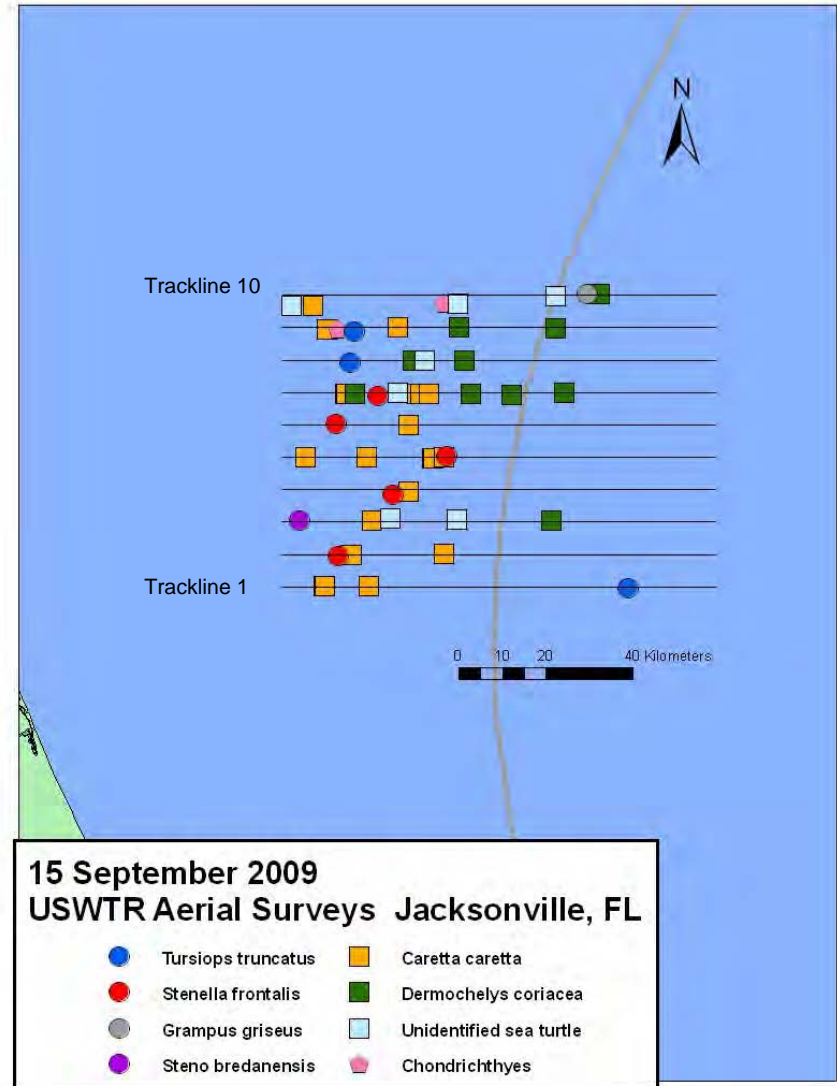 N
Trackline 10
Trackline 1
0 10 20 40 Kilometers
15 September 2009
USWTR Aerial Surveys Jacksonville, FL
Tursiops truncatus Caretta caretta
Stenella frontalis Dermochelys coriacea
Grampus griseus Unidentified sea turtle
Steno bredanensis Chondrichthyes